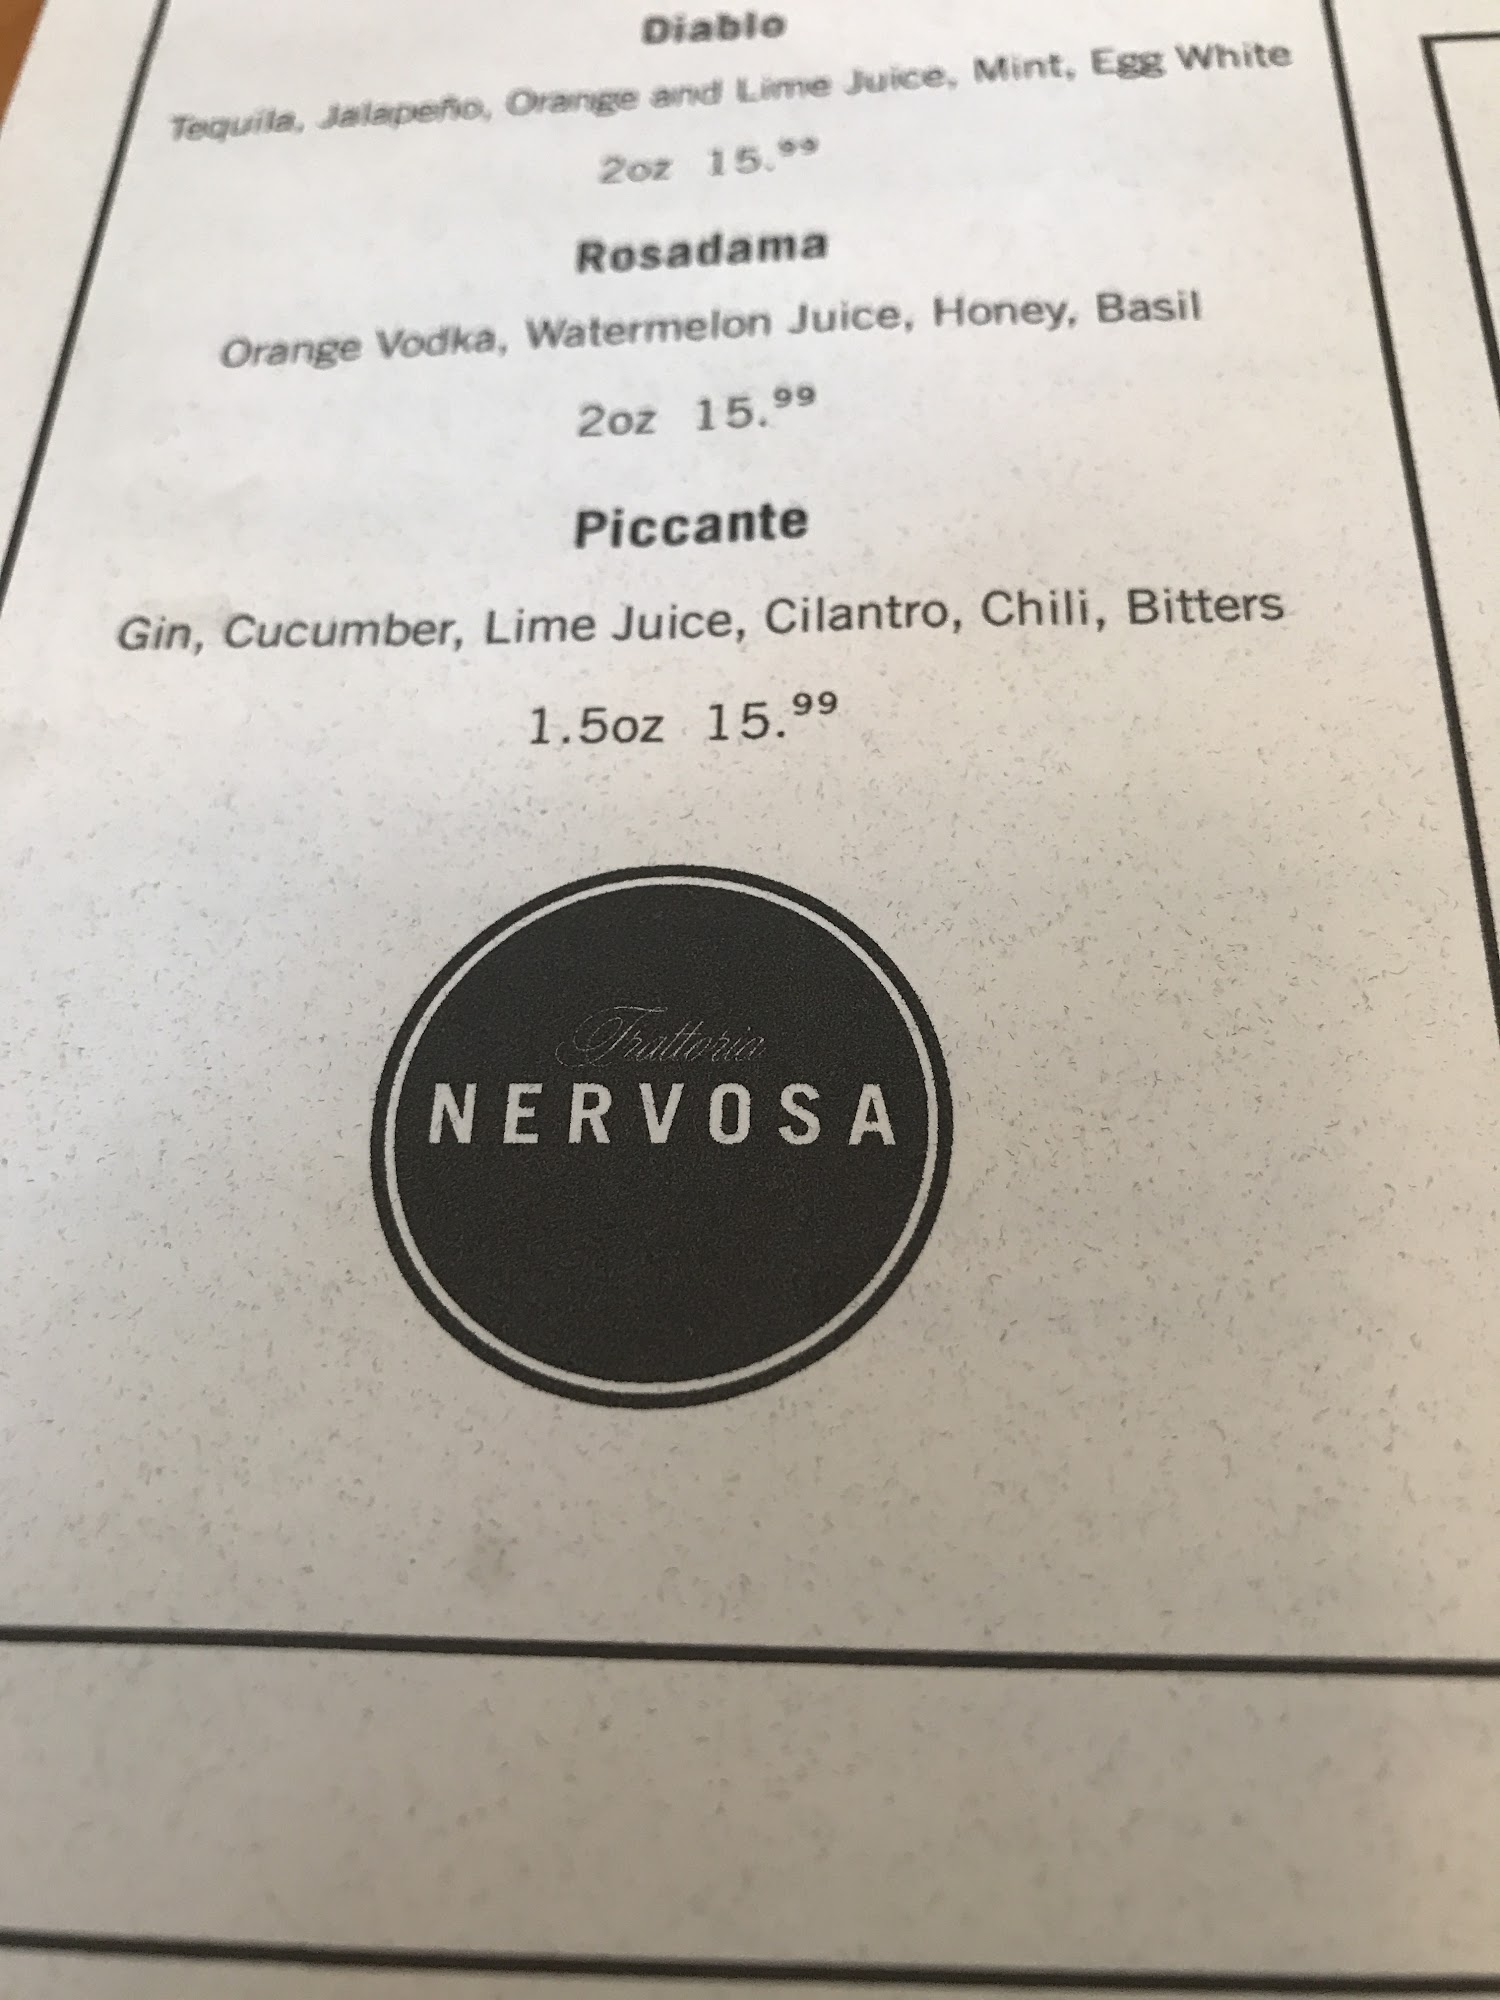 Diablo
Tequila, Jalapeño, Orange and Lime Juice, Mint, Egg White
2oz 15.99
Rosadama
Orange Vodka, Watermelon Juice, Honey, Basil
2oz 15.99
Piccante
Gin, Cucumber, Lime Juice, Cilantro, Chili, Bitters
1.5oz 15.99
Trattoria
NERVOSA